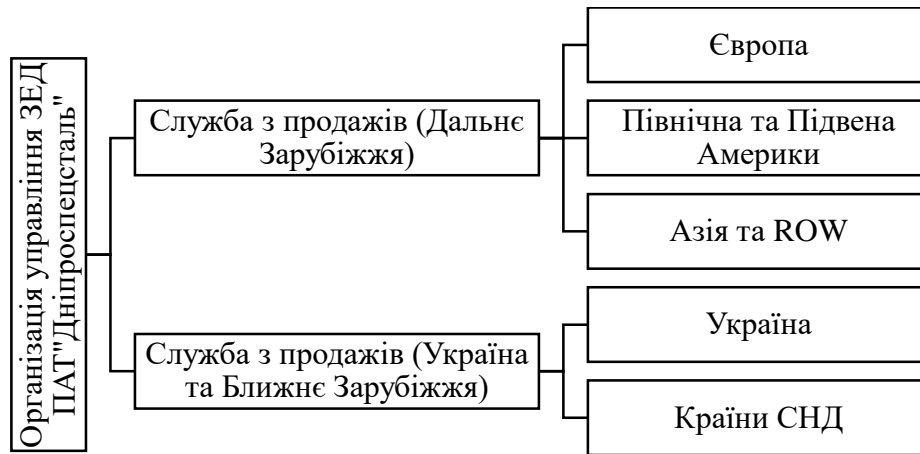 Організація управління ЗЕД
ПАТ"Дніпроспецсталь"
Служба з продажів (Дальнє
Зарубіжжя)
Європа
Північна та Підвена
Америки
Азія та ROW
Служба з продажів (Україна
та Ближнє Зарубіжжя)
Україна
Країни СНД